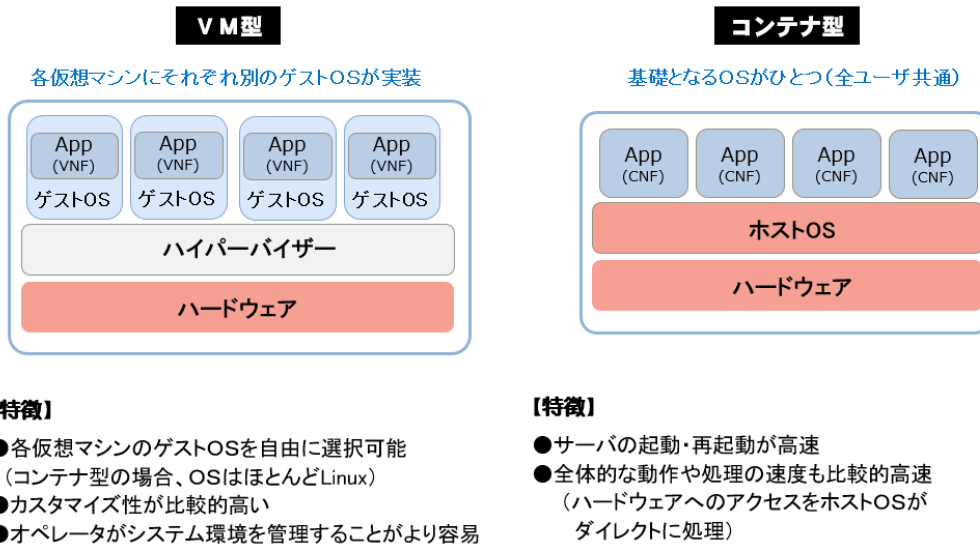 VM型
各仮想マシンにそれぞれ別のゲストOSが実装
App
(VNF)
ゲストOS
App
(VNF)
ゲストOS
App
(VNF)
ゲストOS
App
(VNF)
ゲストOS
ハイパーバイザー
ハードウェア
特徴】
●各仮想マシンのゲストOSを自由に選択可能
(コンテナ型の場合、OSはほとんどLinux)
●カスタマイズ性が比較的高い
●オペレータがシステム環境を管理することがより容易
コンテナ型
基礎となるOSがひとつ(全ユーザ共通)
App
(CNF)
App
(CNF)
App
(CNF)
App
(CNF)
ホストOS
ハードウェア
【特徴】
●サーバの起動・再起動が高速
●全体的な動作や処理の速度も比較的高速
(ハードウェアへのアクセスをホストOSが
ダイレクトに処理)